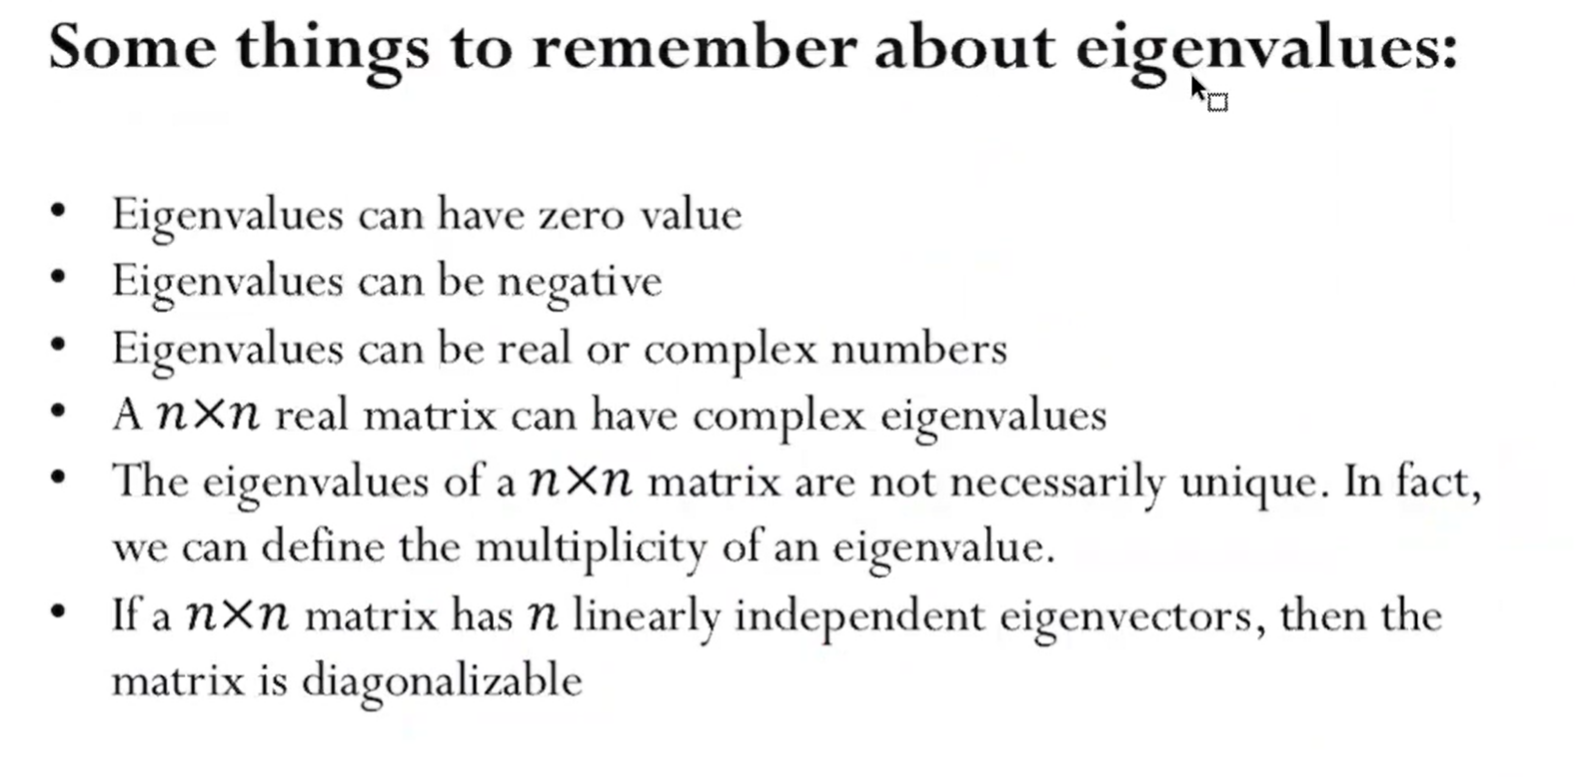 Some things to remember about eigenvalues:
• Eigenvalues can have zero value
• Eigenvalues can be negative
• Eigenvalues can be real or complex numbers
• A n×n real matrix can have complex eigenvalues
• The eigenvalues of a n×n matrix are not necessarily unique. In fact,
we can define the multiplicity of an eigenvalue.
• If a n×n matrix has n linearly independent eigenvectors, then the
matrix is diagonalizable